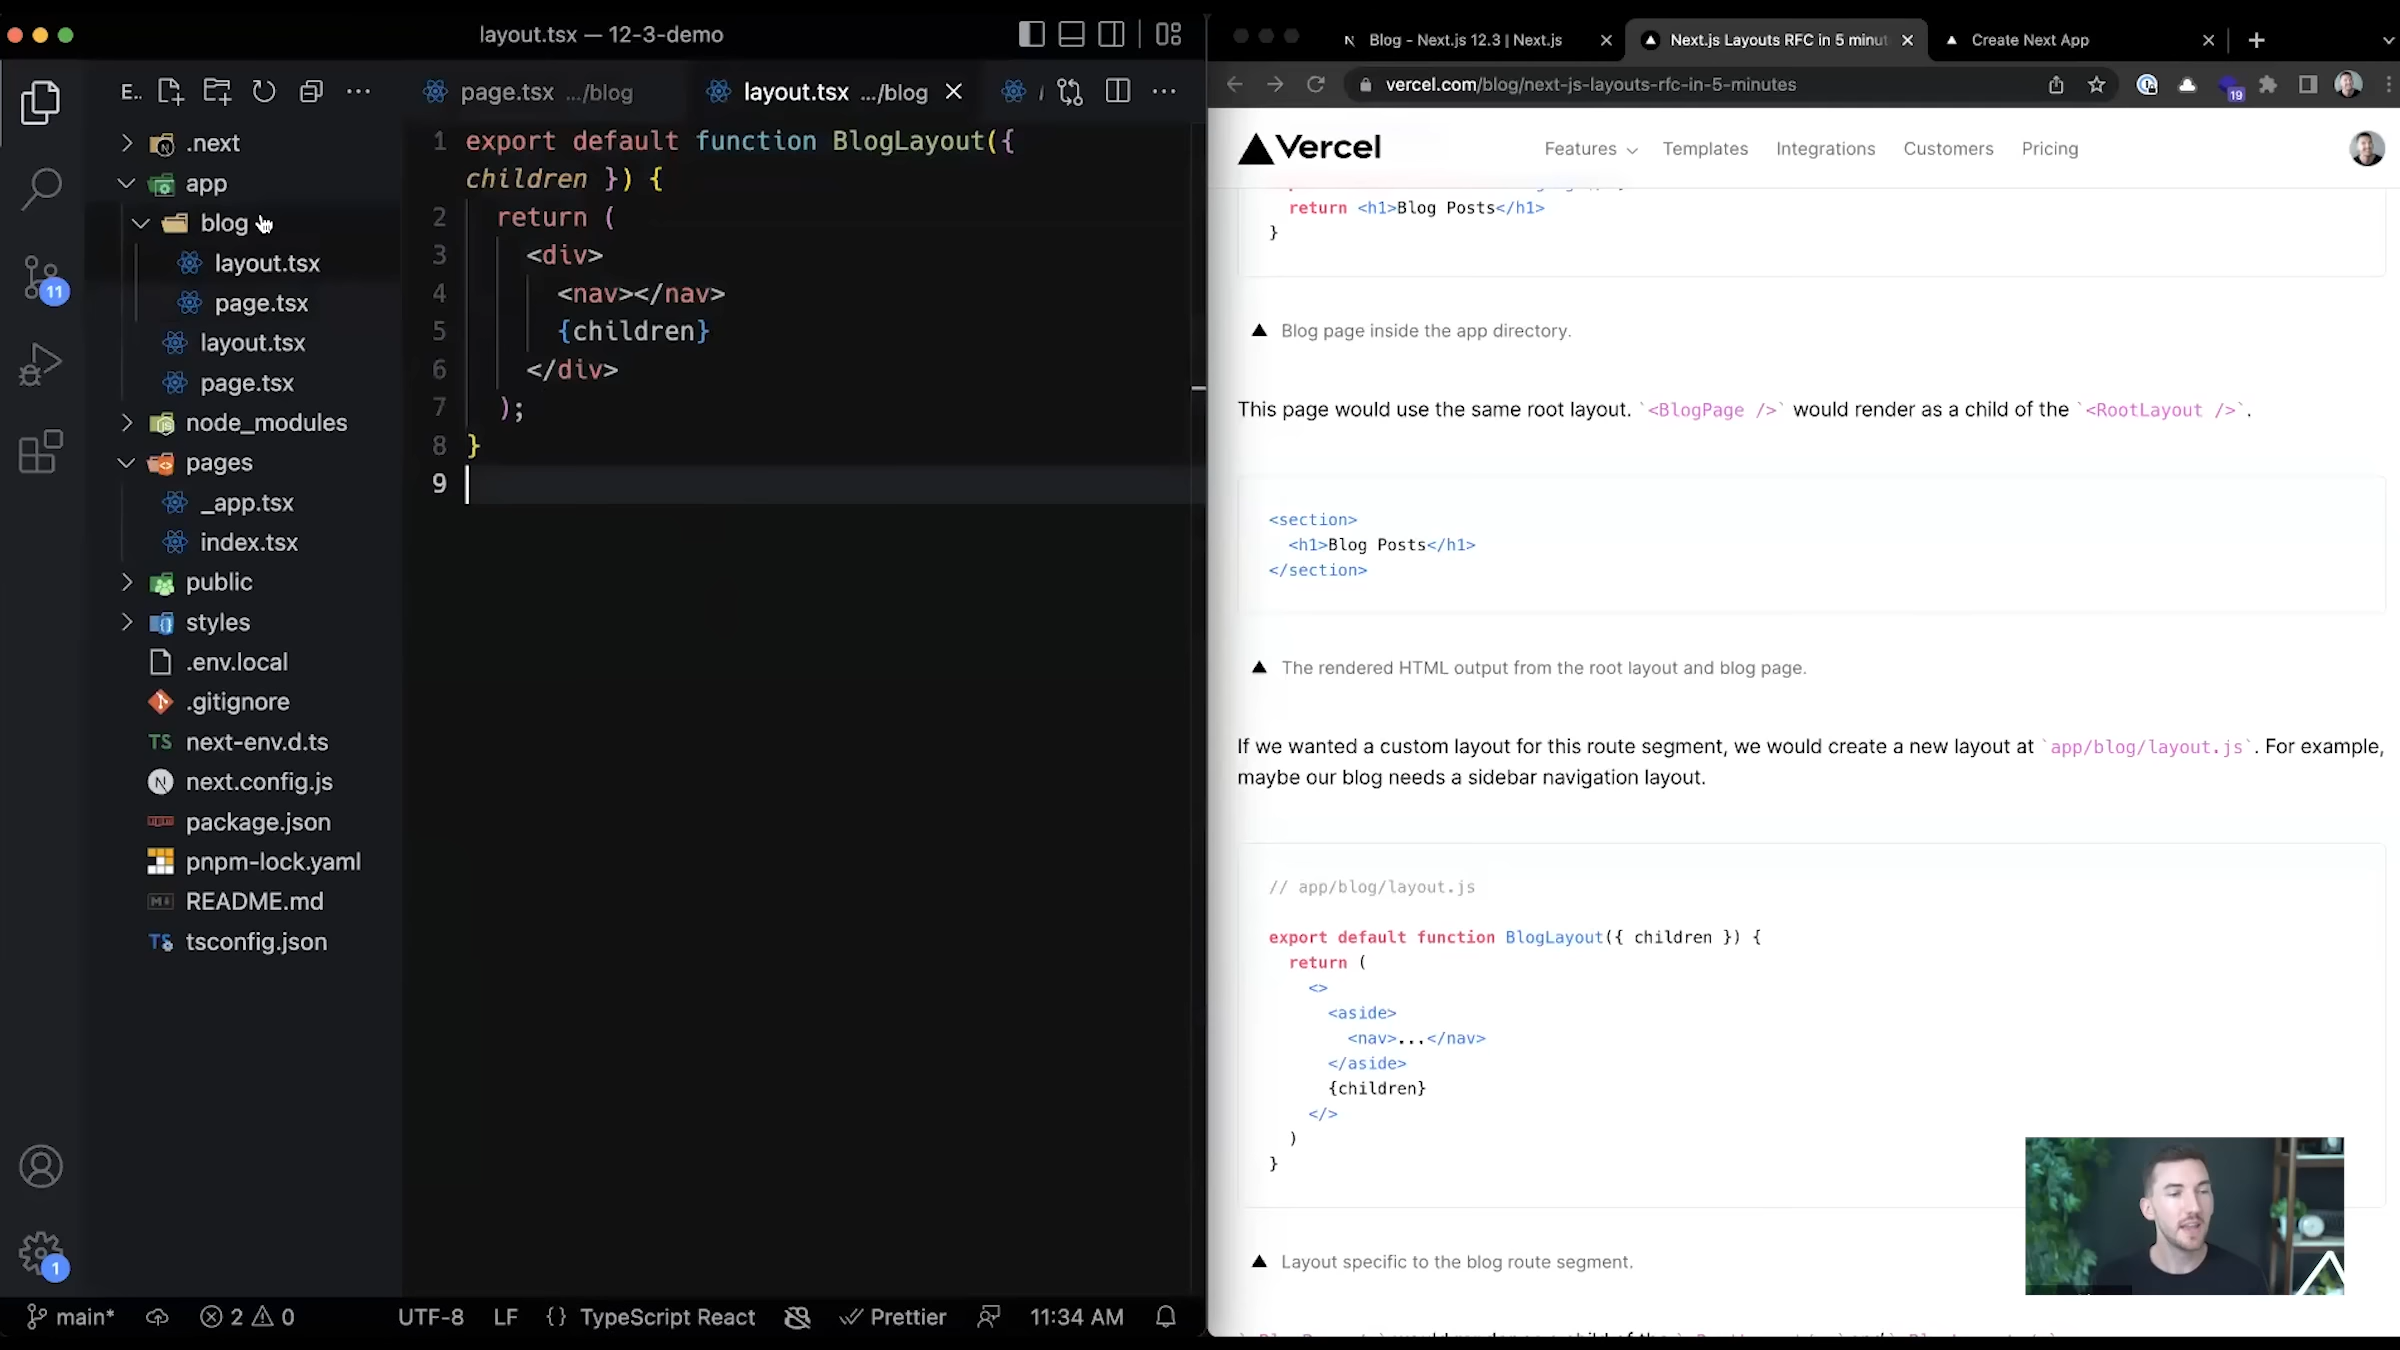 layout.tsx — 12-3-demo
E..
.next
app
blog
layout.tsx
page.tsx
layout.tsx
page.tsx
node_modules
pages
_app.tsx
index.tsx
public
styles
.env.local
.gitignore
TS next-env.d.ts
N next.config.js
package.json
pnpm-lock.yaml
README.md
tsconfig.json
11
1
page.tsx .../blog
layout.tsx .../blog
1 export default function BlogLayout({
children }) {
2 return (
3 <div>
4 <nav></nav>
5 {children}
6 </div>
7 );
8 }
9
main* 2 0 UTF-8 LF {} TypeScript React Prettier 11:34 AM
Blog - Next.js 12.3 | Next.js
Next.js Layouts RFC in 5 minut
Create Next App
vercel.com/blog/next-js-layouts-rfc-in-5-minutes
19
Vercel
Features Templates Integrations Customers Pricing
return <h1>Blog Posts</h1>
}
Blog page inside the app directory.
This page would use the same root layout. `<BlogPage />` would render as a child of the `<RootLayout />`.
<section>
<h1>Blog Posts</h1>
</section>
The rendered HTML output from the root layout and blog page.
If we wanted a custom layout for this route segment, we would create a new layout at `app/blog/layout.js`. For example,
maybe our blog needs a sidebar navigation layout.
// app/blog/layout.js
export default function BlogLayout({ children }) {
return (
<>
<aside>
<nav>...</nav>
</aside>
{children}
</>
)
}
Layout specific to the blog route segment.